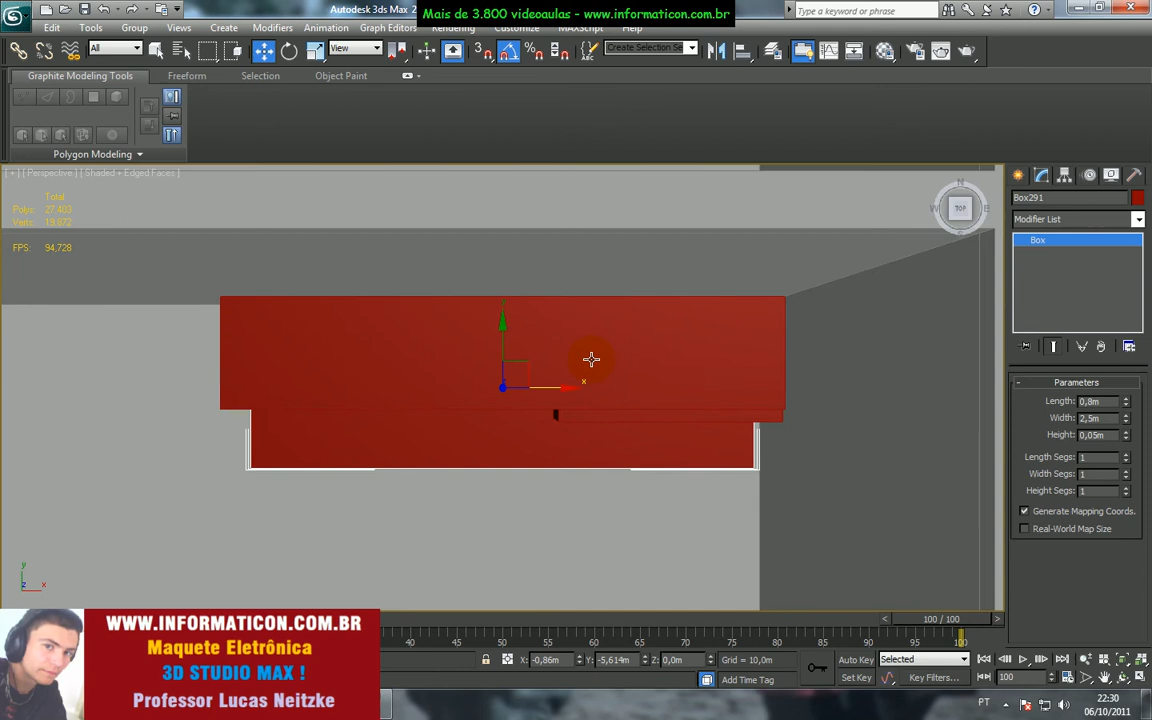 Autodesk 3ds Max 2
Mais de 3.800 videoaulas - www.informaticon.com.br
Type a keyword or phrase
Edit Tools Group Views Create Modifiers Animation Graph Editors Rendering Customize MAXScript Help
All
View
Create Selection Se
Graphite Modeling Tools Freeform Selection Object Paint
Polygon Modeling
[ + ] [ Perspective ] [ Shaded + Edged Faces ]
Total
Polys: 27.403
Verts: 19.872
FPS: 94,728
N
W TOP E
Box291
Modifier List
Box
Parameters
Length: 0,8m
Width: 2,5m
Height: 0,05m
Length Segs: 1
Width Segs: 1
Height Segs: 1
Generate Mapping Coords.
Real-World Map Size
x
y
z x
100 / 100
40 45 50 55 60 65 70 75 80 85 90 95 100
X: -0,86m Y: -5,614m Z: 0,0m Grid = 10,0m
Auto Key Selected
Add Time Tag
Set Key Key Filters... 100
WWW.INFORMATICON.COM.BR
Maquete Eletrônica
3D STUDIO MAX !
Professor Lucas Neitzke
PT
22:30
06/10/2011